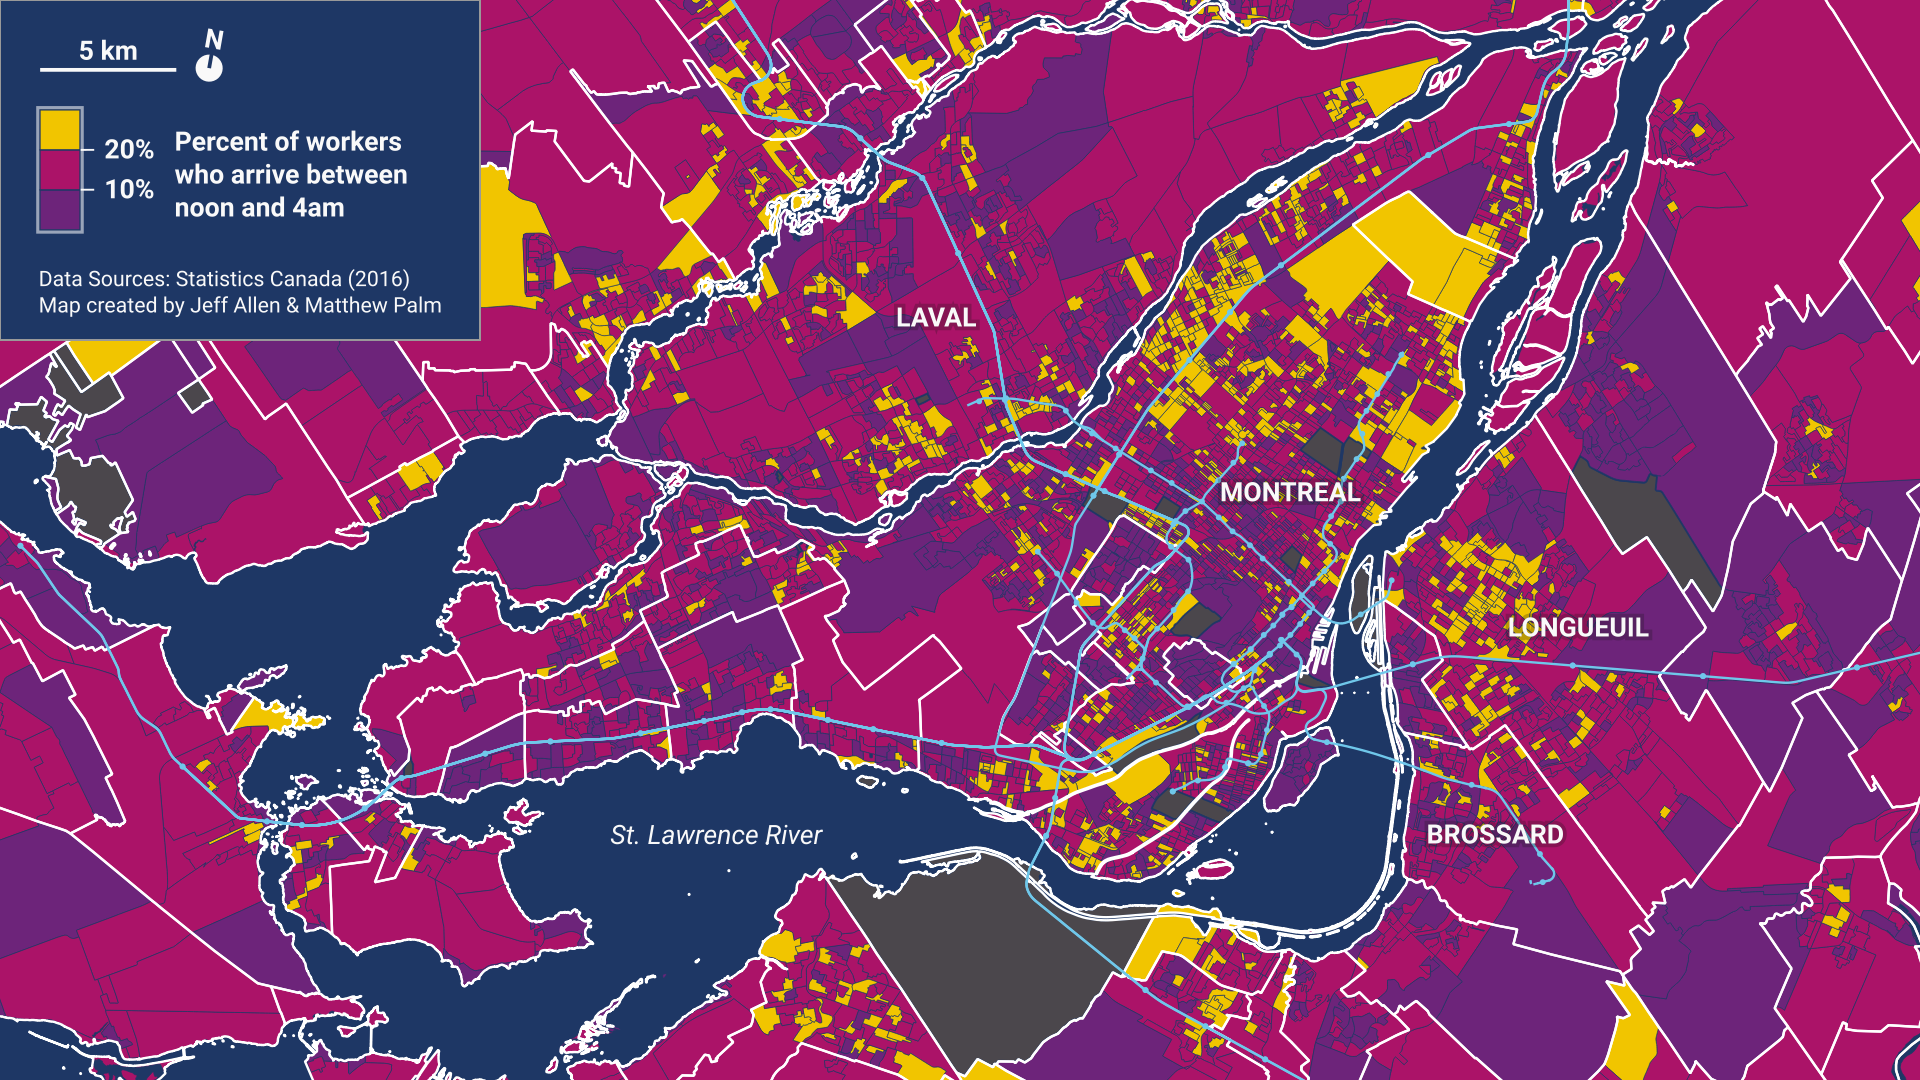 5 km
N
20%
10%
Percent of workers
who arrive between
noon and 4am
Data Sources: Statistics Canada (2016)
Map created by Jeff Allen & Matthew Palm
LAVAL
MONTREAL
LONGUEUIL
BROSSARD
St. Lawrence River